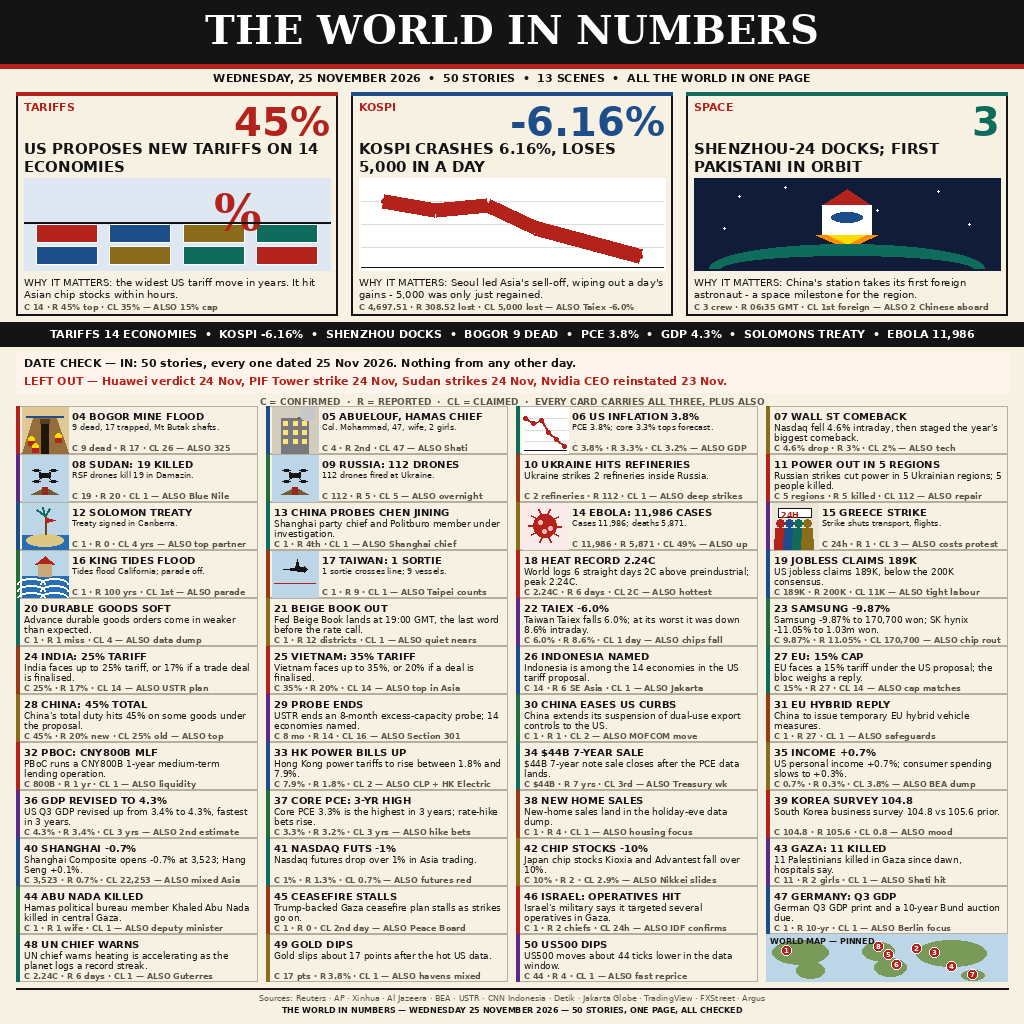 THE WORLD IN NUMBERS
WEDNESDAY, 25 NOVEMBER 2026 • 50 STORIES • 13 SCENES • ALL THE WORLD IN ONE PAGE
TARIFFS
45%
US PROPOSES NEW TARIFFS ON 14
ECONOMIES
%
WHY IT MATTERS: the widest US tariff move in years. It hit
Asian chip stocks within hours.
C 14 · R 45% top · CL 35% — ALSO 15% cap
KOSPI
-6.16%
KOSPI CRASHES 6.16%, LOSES
5,000 IN A DAY
WHY IT MATTERS: Seoul led Asia's sell-off, wiping out a day's
gains - 5,000 was only just regained.
C 4,697.51 · R 308.52 lost · CL 5,000 lost — ALSO Taiex -6.0%
SPACE
3
SHENZHOU-24 DOCKS; FIRST
PAKISTANI IN ORBIT
WHY IT MATTERS: China's station takes its first foreign
astronaut - a space milestone for the region.
C 3 crew · R 06:35 GMT · CL 1st foreign — ALSO 2 Chinese aboard
TARIFFS 14 ECONOMIES • KOSPI -6.16% • SHENZHOU DOCKS • BOGOR 9 DEAD • PCE 3.8% • GDP 4.3% • SOLOMONS TREATY • EBOLA 11,986
DATE CHECK — IN: 50 stories, every one dated 25 Nov 2026. Nothing from any other day.
LEFT OUT — Huawei verdict 24 Nov, PIF Tower strike 24 Nov, Sudan strikes 24 Nov, Nvidia CEO reinstated 23 Nov.
C = CONFIRMED · R = REPORTED · CL = CLAIMED · EVERY CARD CARRIES ALL THREE, PLUS ALSO
04 BOGOR MINE FLOOD
9 dead, 17 trapped, Mt Butak shafts.
C 9 dead · R 17 · CL 26 — ALSO 325
05 ABUELOUF, HAMAS CHIEF
Col. Mohammad, 47, wife, 2 girls.
C 4 · R 2nd · CL 47 — ALSO Shati
06 US INFLATION 3.8%
PCE 3.8%; core 3.3% tops forecast.
C 3.8% · R 3.3% · CL 3.2% — ALSO GDP
07 WALL ST COMEBACK
Nasdaq fell 4.6% intraday, then staged the year's
biggest comeback.
C 4.6% drop · R 3% · CL 2% — ALSO tech
08 SUDAN: 19 KILLED
RSF drones kill 19 in Damazin.
C 19 · R 20 · CL 1 — ALSO Blue Nile
09 RUSSIA: 112 DRONES
112 drones fired at Ukraine.
C 112 · R 5 · CL 5 — ALSO overnight
10 UKRAINE HITS REFINERIES
Ukraine strikes 2 refineries inside Russia.
C 2 refineries · R 112 · CL 1 — ALSO deep strikes
11 POWER OUT IN 5 REGIONS
Russian strikes cut power in 5 Ukrainian regions; 5
people killed.
C 5 regions · R 5 killed · CL 112 — ALSO repair
12 SOLOMON TREATY
Treaty signed in Canberra.
C 1 · R 0 · CL 4 yrs — ALSO top partner
13 CHINA PROBES CHEN JINING
Shanghai party chief and Politburo member under
investigation.
C 1 · R 4th · CL 1 — ALSO Shanghai chief
14 EBOLA: 11,986 CASES
Cases 11,986; deaths 5,871.
C 11,986 · R 5,871 · CL 49% — ALSO up
24H
15 GREECE STRIKE
Strike shuts transport, flights.
C 24h · R 1 · CL 3 — ALSO costs protest
16 KING TIDES FLOOD
Tides flood California; parade off.
C 1 · R 100 yrs · CL 1st — ALSO parade
17 TAIWAN: 1 SORTIE
1 sortie crosses line; 9 vessels.
C 1 · R 9 · CL 1 — ALSO Taipei counts
18 HEAT RECORD 2.24C
World logs 6 straight days 2C above preindustrial;
peak 2.24C.
C 2.24C · R 6 days · CL 2C — ALSO hottest
19 JOBLESS CLAIMS 189K
US jobless claims 189K, below the 200K
consensus.
C 189K · R 200K · CL 11K — ALSO tight labour
20 DURABLE GOODS SOFT
Advance durable goods orders come in weaker
than expected.
C 1 · R 1 miss · CL 4 — ALSO data dump
21 BEIGE BOOK OUT
Fed Beige Book lands at 19:00 GMT, the last word
before the rate call.
C 1 · R 12 districts · CL 1 — ALSO quiet nears
22 TAIEX -6.0%
Taiwan Taiex falls 6.0%; at its worst it was down
8.6% intraday.
C 6.0% · R 8.6% · CL 1 day — ALSO chips fall
23 SAMSUNG -9.87%
Samsung -9.87% to 170,700 won; SK hynix
-11.05% to 1.03m won.
C 9.87% · R 11.05% · CL 170,700 — ALSO chip rout
24 INDIA: 25% TARIFF
India faces up to 25% tariff, or 17% if a trade deal
is finalised.
C 25% · R 17% · CL 14 — ALSO USTR plan
25 VIETNAM: 35% TARIFF
Vietnam faces up to 35%, or 20% if a deal is
finalised.
C 35% · R 20% · CL 14 — ALSO top in Asia
26 INDONESIA NAMED
Indonesia is among the 14 economies in the US
tariff proposal.
C 14 · R 6 SE Asia · CL 1 — ALSO Jakarta
27 EU: 15% CAP
EU faces a 15% tariff under the US proposal; the
bloc weighs a reply.
C 15% · R 27 · CL 14 — ALSO cap matches
28 CHINA: 45% TOTAL
China's total duty hits 45% on some goods under
the proposal.
C 45% · R 20% new · CL 25% old — ALSO top
29 PROBE ENDS
USTR ends an 8-month excess-capacity probe; 14
economies named.
C 8 mo · R 14 · CL 16 — ALSO Section 301
30 CHINA EASES US CURBS
China extends its suspension of dual-use export
controls to the US.
C 1 · R 1 · CL 2 — ALSO MOFCOM move
31 EU HYBRID REPLY
China to issue temporary EU hybrid vehicle
measures.
C 1 · R 27 · CL 1 — ALSO safeguards
32 PBOC: CNY800B MLF
PBoC runs a CNY800B 1-year medium-term
lending operation.
C 800B · R 1 yr · CL 1 — ALSO liquidity
33 HK POWER BILLS UP
Hong Kong power tariffs to rise between 1.8% and
7.9%.
C 7.9% · R 1.8% · CL 2 — ALSO CLP + HK Electric
34 $44B 7-YEAR SALE
$44B 7-year note sale closes after the PCE data
lands.
C $44B · R 7 yrs · CL 3rd — ALSO Treasury wk
35 INCOME +0.7%
US personal income +0.7%; consumer spending
slows to +0.3%.
C 0.7% · R 0.3% · CL 3.8% — ALSO BEA dump
36 GDP REVISED TO 4.3%
US Q3 GDP revised up from 3.4% to 4.3%, fastest
in 3 years.
C 4.3% · R 3.4% · CL 3 yrs — ALSO 2nd estimate
37 CORE PCE: 3-YR HIGH
Core PCE 3.3% is the highest in 3 years; rate-hike
bets rise.
C 3.3% · R 3.2% · CL 3 yrs — ALSO hike bets
38 NEW HOME SALES
New-home sales land in the holiday-eve data
dump.
C 1 · R 4 · CL 1 — ALSO housing focus
39 KOREA SURVEY 104.8
South Korea business survey 104.8 vs 105.6 prior.
C 104.8 · R 105.6 · CL 0.8 — ALSO mood
40 SHANGHAI -0.7%
Shanghai Composite opens -0.7% at 3,523; Hang
Seng +0.1%.
C 3,523 · R 0.7% · CL 22,253 — ALSO mixed Asia
41 NASDAQ FUTS -1%
Nasdaq futures drop over 1% in Asia trading.
C 1% · R 1.3% · CL 0.7% — ALSO futures red
42 CHIP STOCKS -10%
Japan chip stocks Kioxia and Advantest fall over
10%.
C 10% · R 2 · CL 2.9% — ALSO Nikkei slides
43 GAZA: 11 KILLED
11 Palestinians killed in Gaza since dawn,
hospitals say.
C 11 · R 2 girls · CL 1 — ALSO Shati hit
44 ABU NADA KILLED
Hamas political bureau member Khaled Abu Nada
killed in central Gaza.
C 1 · R 1 wife · CL 1 — ALSO deputy minister
45 CEASEFIRE STALLS
Trump-backed Gaza ceasefire plan stalls as strikes
go on.
C 1 · R 0 · CL 2nd day — ALSO Peace Board
46 ISRAEL: OPERATIVES HIT
Israel's military says it targeted several
operatives in Gaza.
C 1 · R 2 chiefs · CL 24h — ALSO IDF confirms
47 GERMANY: Q3 GDP
German Q3 GDP print and a 10-year Bund auction
due.
C 1 · R 10-yr · CL 1 — ALSO Berlin focus
48 UN CHIEF WARNS
UN chief warns heating is accelerating as the
planet logs a record streak.
C 2.24C · R 6 days · CL 1 — ALSO Guterres
49 GOLD DIPS
Gold slips about 17 points after the hot US data.
C 17 pts · R 3.8% · CL 1 — ALSO havens mixed
50 US500 DIPS
US500 moves about 44 ticks lower in the data
window.
C 44 · R 4 · CL 1 — ALSO fast reprice
WORLD MAP — PINNED
1
8
5
6
2
3
4
7
Sources: Reuters · AP · Xinhua · Al Jazeera · BEA · USTR · CNN Indonesia · Detik · Jakarta Globe · TradingView · FXStreet · Argus
THE WORLD IN NUMBERS — WEDNESDAY 25 NOVEMBER 2026 — 50 STORIES, ONE PAGE, ALL CHECKED